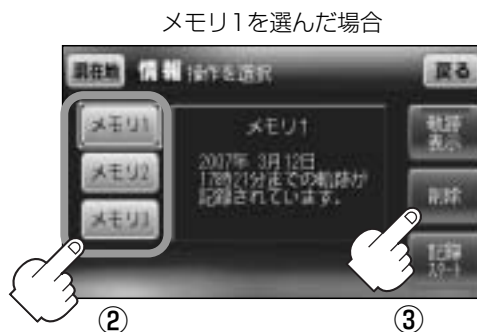 メモリ1を選んだ場合
現在地 情報 操作を選択 戻る
メモリ1
メモリ2
メモリ3
メモリ1
2007年 3月12日
17時21分までの軌跡が
記録されています。
軌跡
表示
削除
記録
スタート
② ③